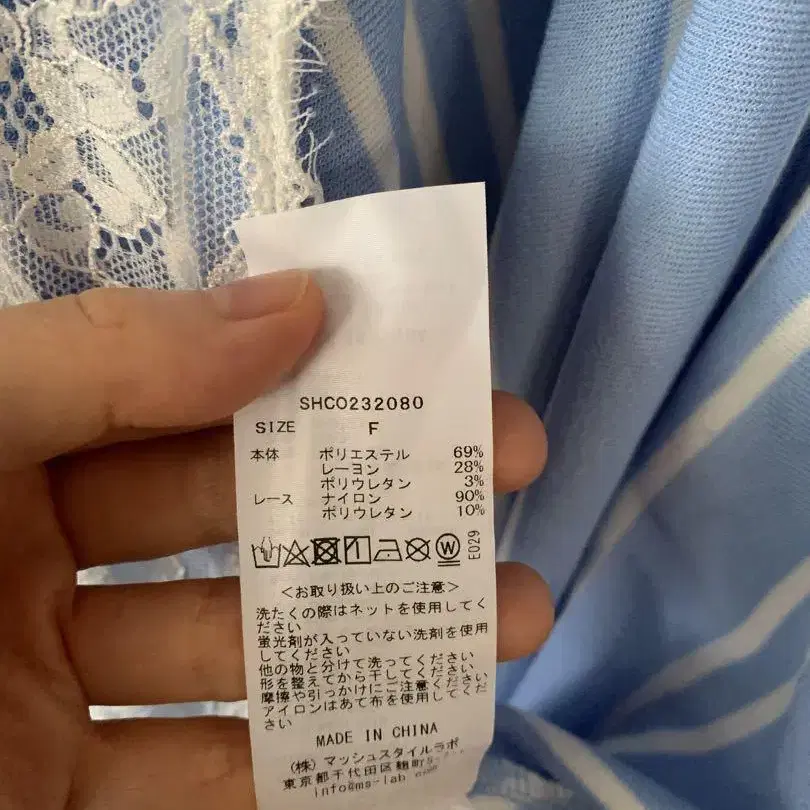 SHCO232080
SIZE F
本体 ポリエステル 69%
レーヨン 28%
ポリウレタン 3%
レース ナイロン 90%
ポリウレタン 10%
W
E029
<お取り扱い上のご注意>
洗たくの際はネットを使用してく
ださい
蛍光剤が入っていない洗剤を使用
してください
他の物と分けて洗ってください
形を整えてから干してください
摩擦や引っかけにご注意ください
アイロンはあて布を使用してくだ
さい
MADE IN CHINA
(株) マッシュスタイルラボ
東京都千代田区麹
info@ms-lab